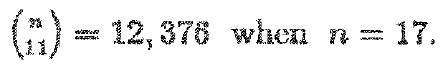 $\binom{n}{11} = 12,376$ when $n = 17.$